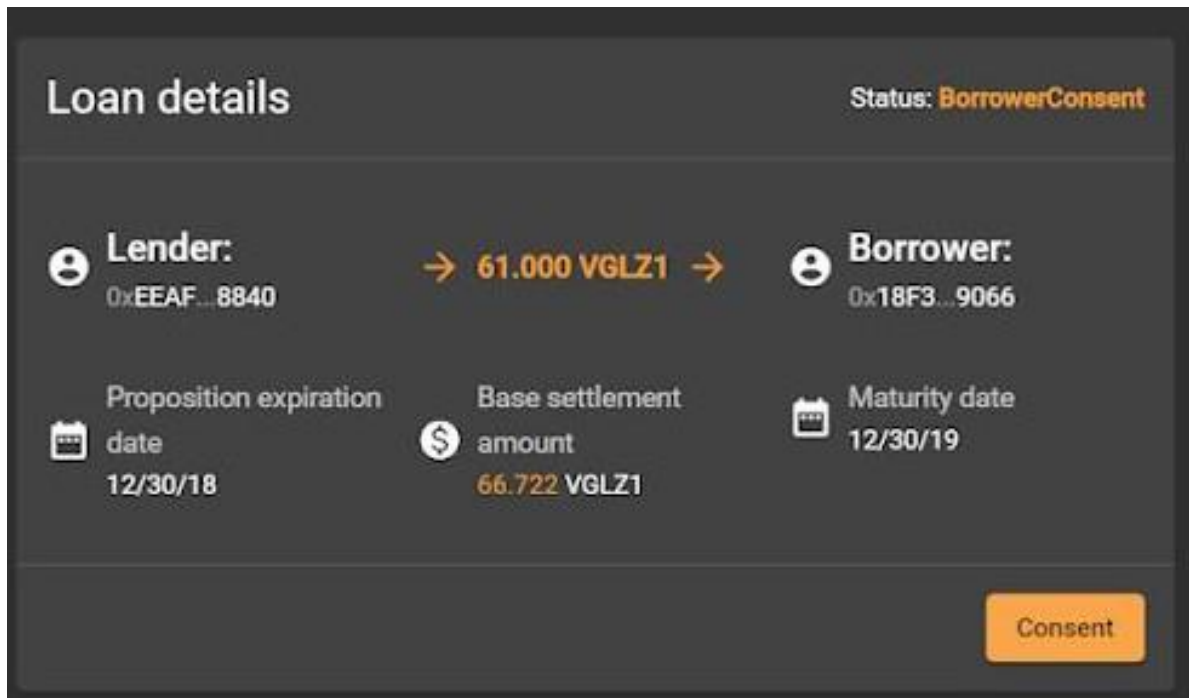 Loan details
Status: BorrowerConsent
Lender:
0xEEAF...8840
→ 61.000 VGLZ1 →
Borrower:
0x18F3...9066
Proposition expiration
date
12/30/18
Base settlement
amount
66.722 VGLZ1
Maturity date
12/30/19
Consent